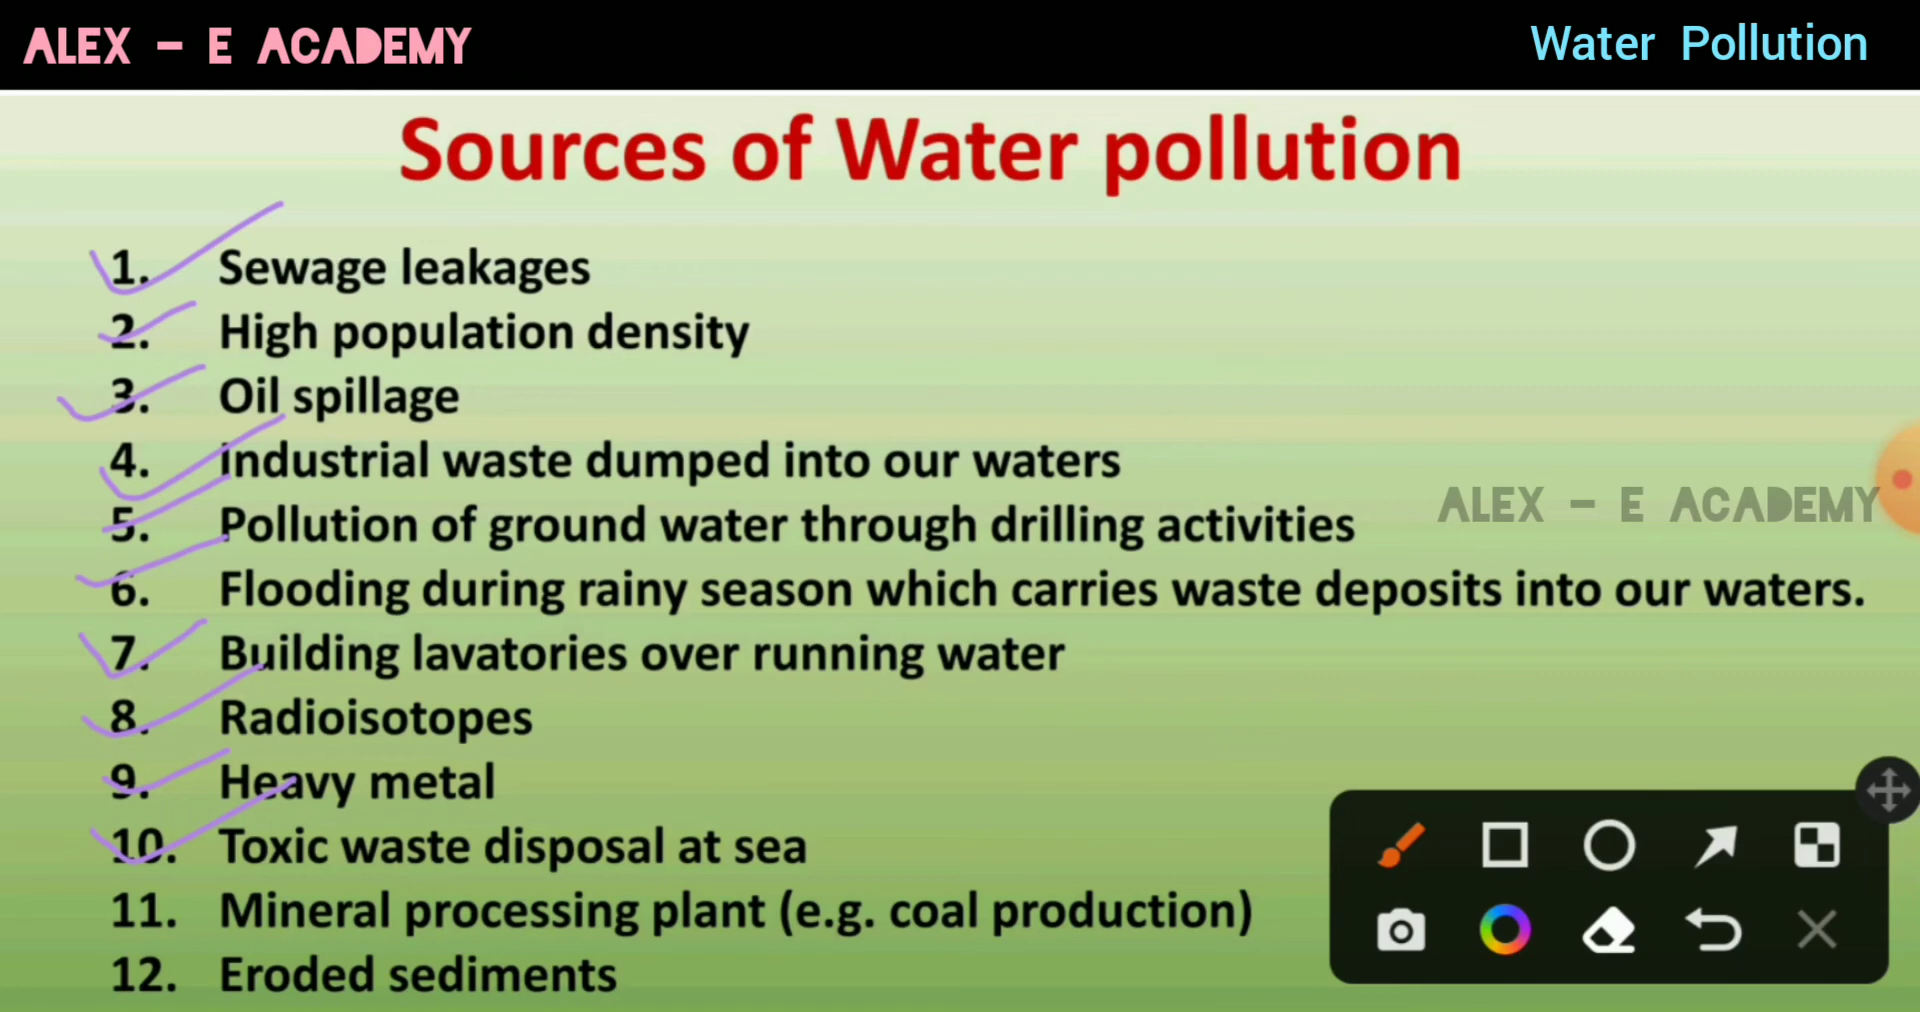 ALEX - E ACADEMY
Water Pollution
Sources of Water pollution
1. Sewage leakages
2. High population density
3. Oil spillage
4. Industrial waste dumped into our waters
5. Pollution of ground water through drilling activities
ALEX - E ACADEMY
6. Flooding during rainy season which carries waste deposits into our waters.
7. Building lavatories over running water
8. Radioisotopes
9. Heavy metal
10. Toxic waste disposal at sea
11. Mineral processing plant (e.g. coal production)
12. Eroded sediments